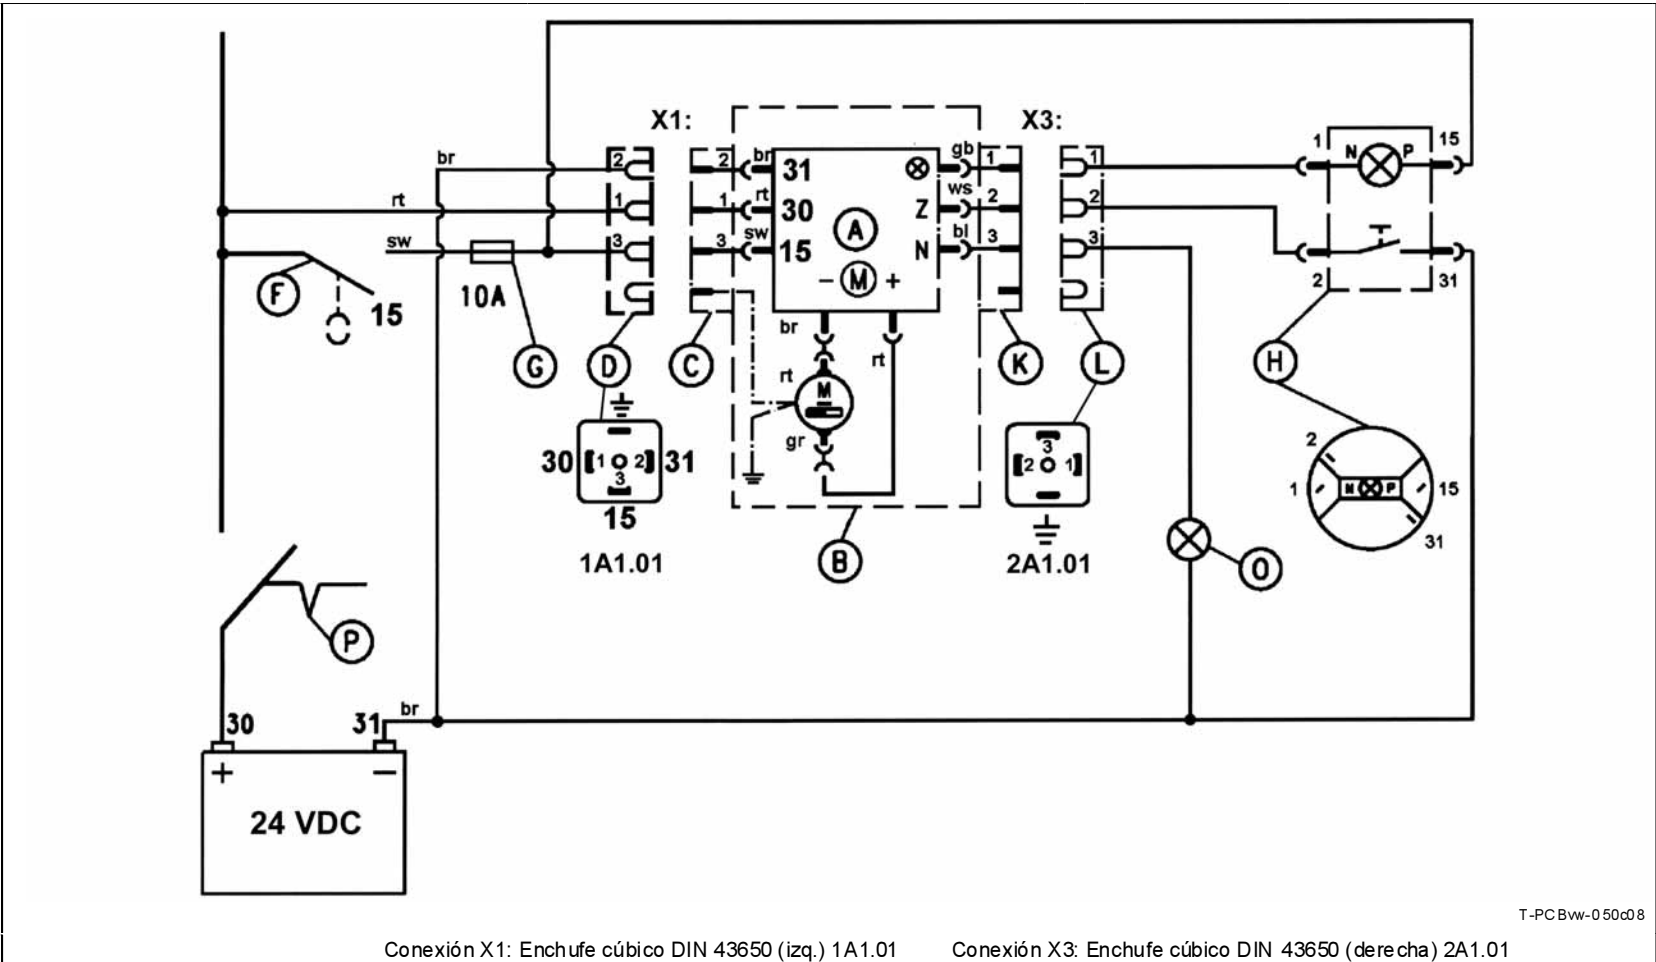 X1: X3:
br 2 2 br 31 gb 1 1 1 N P 15
rt 1 1 rt 30 A Z ws 2 2 2 31
sw 3 3 sw 15 N bl 3 3
- M +
F 15 10A
G D C br rt K L H
rt M
gr
30 1 2 31
3
15
1A1.01
3
2 1
2A1.01
B
2
1 N P 15
31
O
P
30 31 br
+ -
24 VDC
T-PCBvw-050c08
Conexión X1: Enchufe cúbico DIN 43650 (izq.) 1A1.01 Conexión X3: Enchufe cúbico DIN 43650 (derecha) 2A1.01